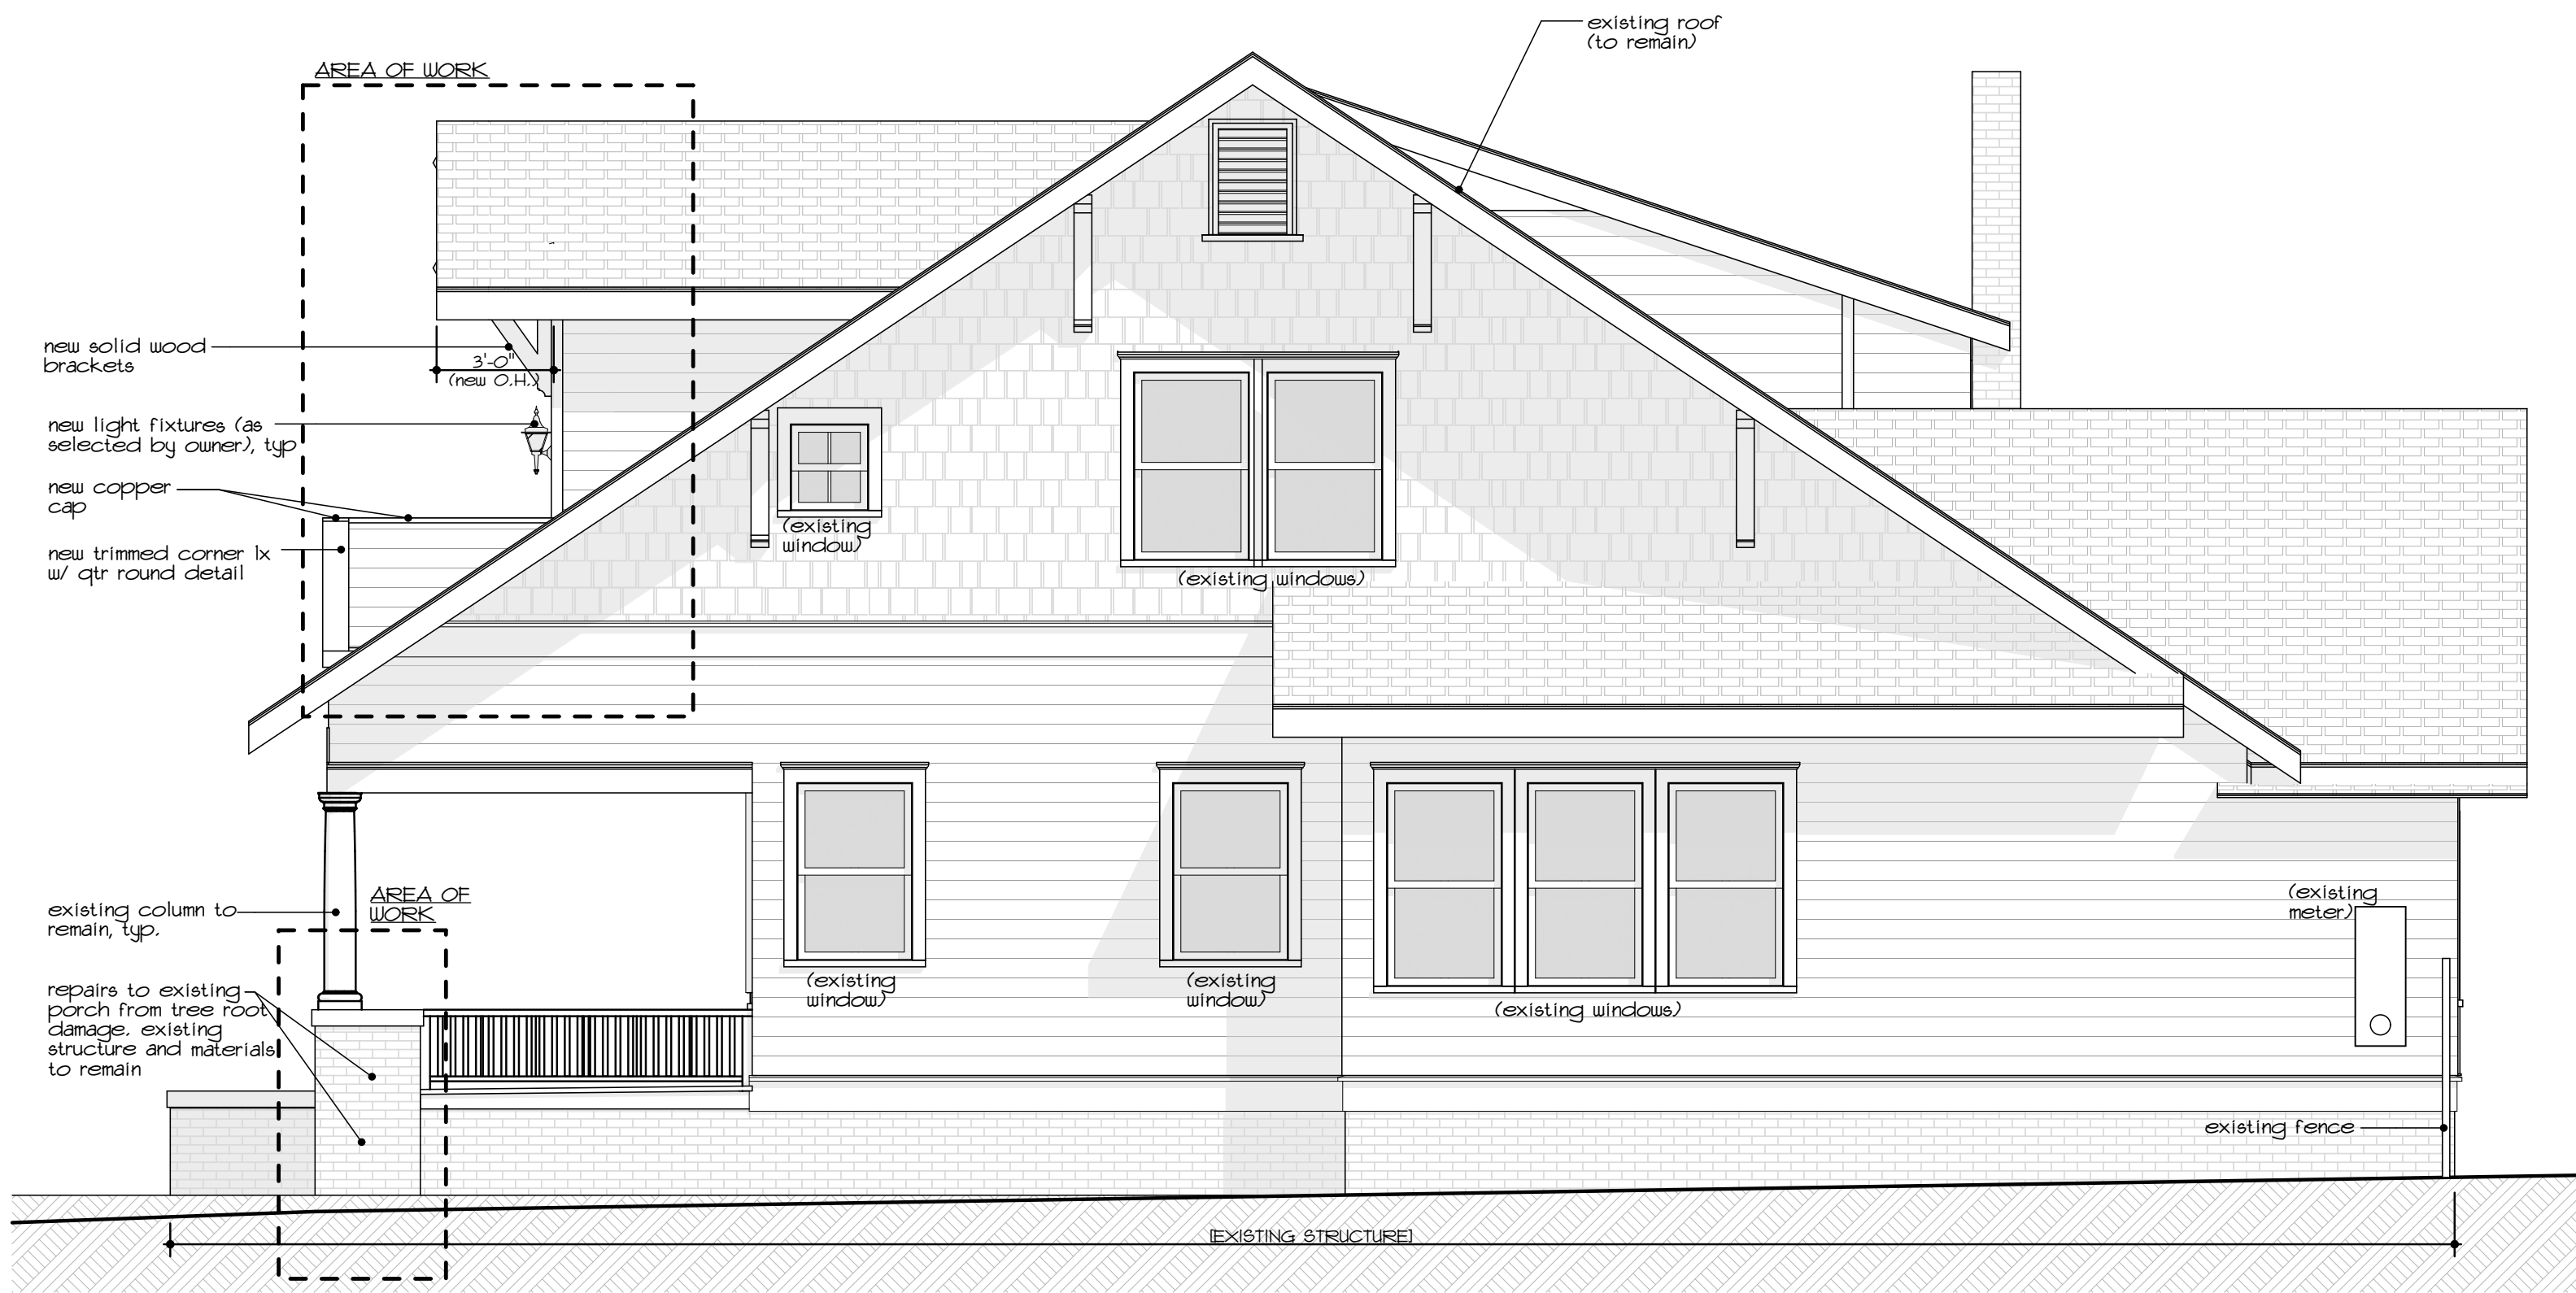 existing roof
(to remain)
AREA OF WORK
new solid wood
brackets
3'-0"
(new O.H.)
new light fixtures (as
selected by owner), typ
new copper
cap
new trimmed corner 1x
w/ qtr round detail
(existing
window)
(existing windows)
existing column to
remain, typ.
AREA OF
WORK
repairs to existing
porch from tree root
damage. existing
structure and materials
to remain
(existing
window)
(existing
window)
(existing windows)
(existing
meter)
existing fence
[EXISTING STRUCTURE]